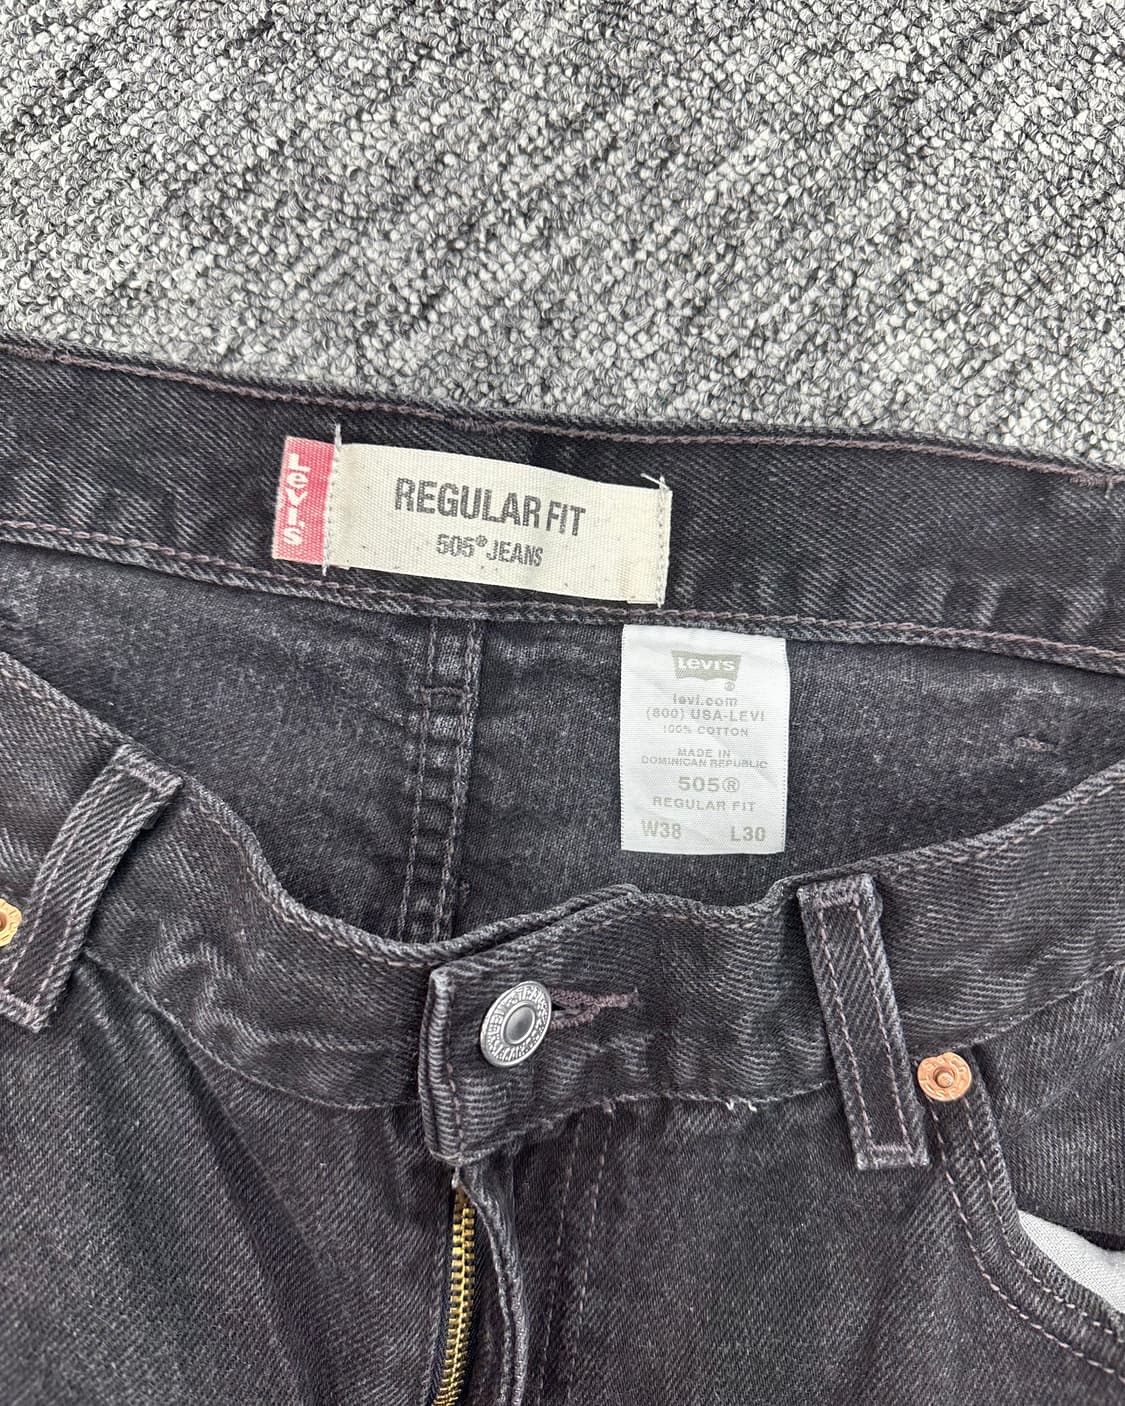 Levi's
REGULAR FIT
505® JEANS
Levi's
®
levi.com
(800) USA-LEVI
100% COTTON
MADE IN
DOMINICAN REPUBLIC
505®
REGULAR FIT
W38 L30